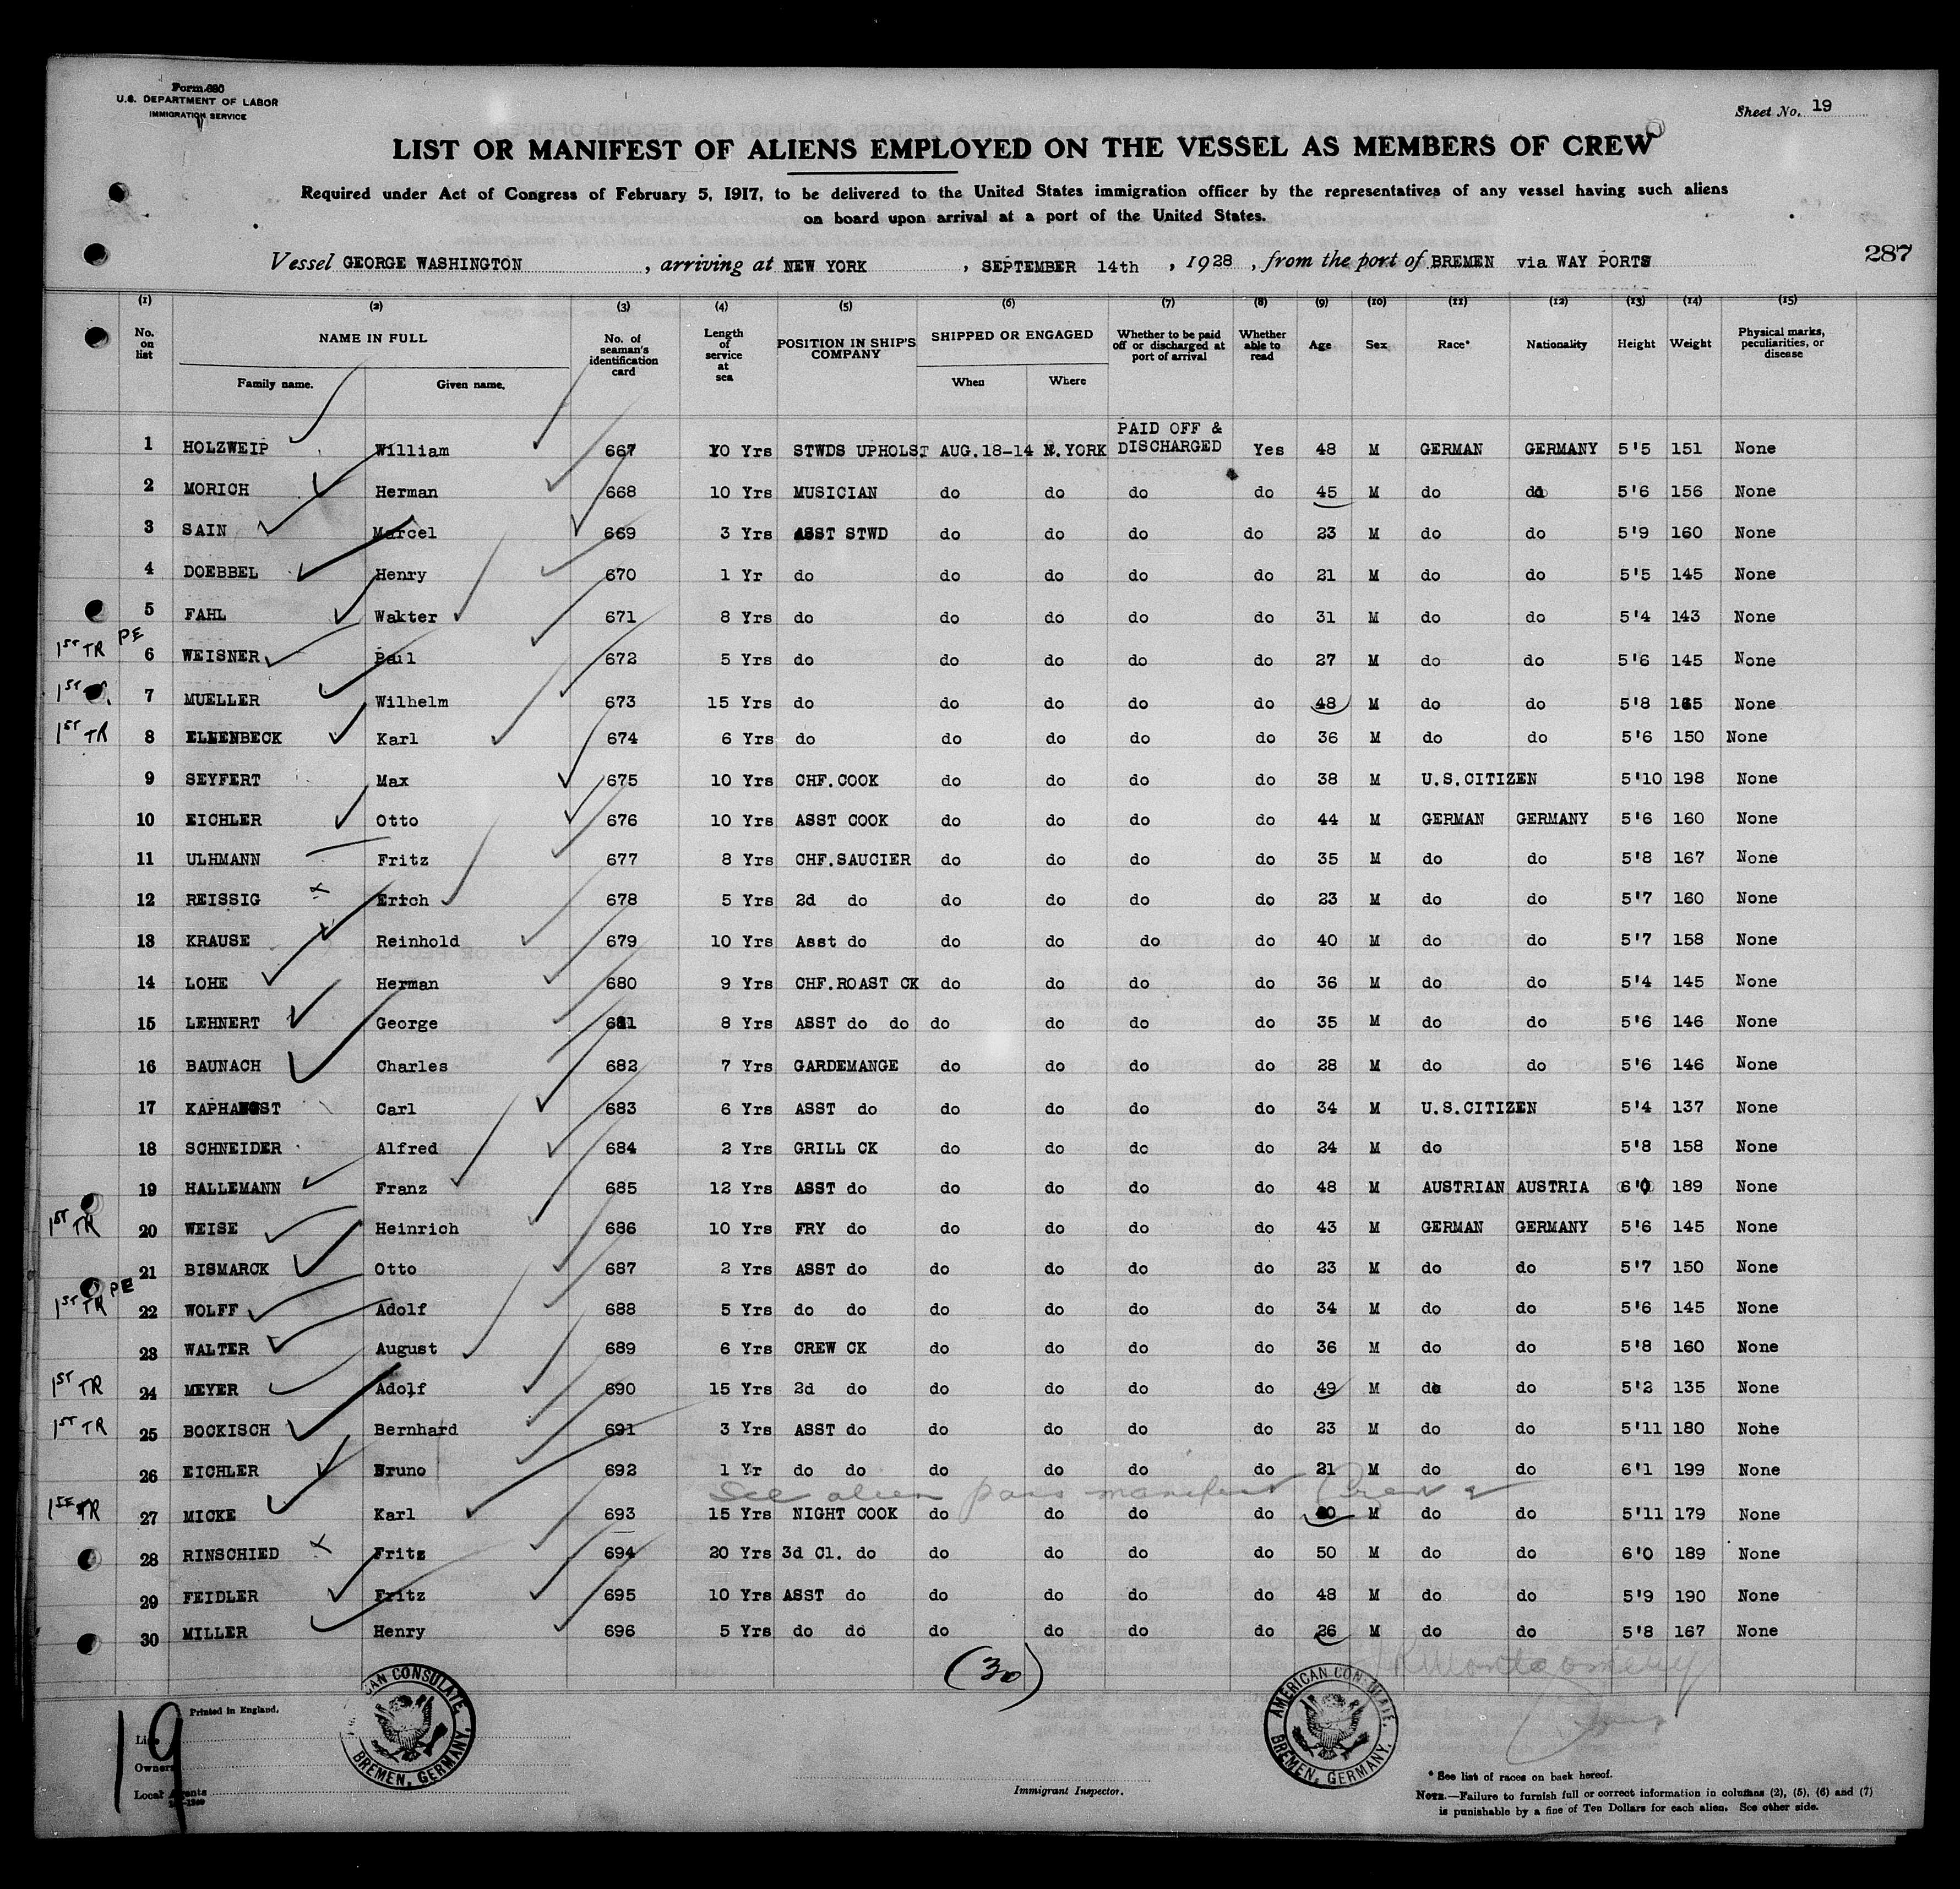 Form 680
U.S. DEPARTMENT OF LABOR
IMMIGRATION SERVICE
Sheet No. 19
LIST OR MANIFEST OF ALIENS EMPLOYED ON THE VESSEL AS MEMBERS OF CREW
Required under Act of Congress of February 5, 1917, to be delivered to the United States immigration officer by the representatives of any vessel having such aliens
on board upon arrival at a port of the United States.
Vessel GEORGE WASHINGTON, arriving at NEW YORK, SEPTEMBER 14th, 1928, from the port of BREMEN via WAY PORTS 287
(1) (2) (3) (4) (5) (6) (7) (8) (9) (10) (11) (12) (13) (14) (15)
No. on list NAME IN FULL Family name. Given name. No. of seaman's identification card Length of service at sea POSITION IN SHIP'S COMPANY SHIPPED OR ENGAGED When Where Whether to be paid off or discharged at port of arrival Whether able to read Age Sex Race* Nationality Height Weight Physical marks, peculiarities, or disease
1 HOLZWEIP William 667 10 Yrs STWDS UPHOLST AUG.18-14 N.YORK PAID OFF & DISCHARGED Yes 48 M GERMAN GERMANY 5'5 151 None
2 MORICH Herman 668 10 Yrs MUSICIAN do do do do 45 M do do 5'6 156 None
3 SAIN Marcel 669 3 Yrs ASST STWD do do do do 23 M do do 5'9 160 None
4 DOEBBEL Henry 670 1 Yr do do do do do 21 M do do 5'5 145 None
5 FAHL Wakter 671 8 Yrs do do do do do 31 M do do 5'4 143 None
1ST TR PE 6 WEISNER 672 5 Yrs do do do do do 27 M do do 5'6 145 None
1ST 7 MUELLER Wilhelm 673 15 Yrs do do do do do 48 M do do 5'8 None
1ST TR 8 ELLENBECK Karl 674 6 Yrs do do do do do 36 M do do 5'6 150 None
9 SEYFERT Max 675 10 Yrs CHF.COOK do do do do 38 M U.S.CITIZEN 5'10 198 None
10 EICHLER Otto 676 10 Yrs ASST COOK do do do do 44 M GERMAN GERMANY 5'6 160 None
11 ULHMANN Fritz 677 8 Yrs CHF.SAUCIER do do do do 35 M do do 5'8 167 None
12 REISSIG Erich 678 5 Yrs 2d do do do do do 23 M do do 5'7 160 None
13 KRAUSE Reinhold 679 10 Yrs Asst do do do do do 40 M do do 5'7 158 None
14 LOHE Herman 680 9 Yrs CHF.ROAST CK do do do do 36 M do do 5'4 145 None
15 LEHNERT George 681 8 Yrs ASST do do do do do do 35 M do do 5'6 146 None
16 BAUNACH Charles 682 7 Yrs GARDEMANGE do do do do 28 M do do 5'6 146 None
17 Carl 683 6 Yrs ASST do do do do do 34 M U.S.CITIZEN 5'4 137 None
18 SCHNEIDER Alfred 684 2 Yrs GRILL CK do do do do 24 M do 5'8 158 None
19 HALLEMANN Franz 685 12 Yrs ASST do do do do do 48 M AUSTRIAN AUSTRIA 6'0 189 None
1ST TR 20 WEISE Heinrich 686 10 Yrs FRY do do do do do 43 M GERMAN GERMANY 5'6 145 None
21 BISMARCK Otto 687 2 Yrs ASST do do do do do 23 M do do 5'7 150 None
1ST TR PE 22 WOLFF Adolf 688 5 Yrs do do do do do do 34 M do do 5'6 145 None
23 WALTER August 689 6 Yrs CREW CK do do do do 36 M do do 5'8 160 None
1ST TR 24 MEYER Adolf 690 15 Yrs 2d do do do do do 49 M do do 5'2 135 None
1ST TR 25 BOCKISCH Bernhard 691 3 Yrs ASST do do do do do 23 M do do 5'11 180 None
26 EICHLER Bruno 692 1 Yr do do do do do do 21 M do do 6'1 199 None
See alien pass manifest
1ST TR 27 MICKE Karl 693 15 Yrs NIGHT COOK do do do do M do do 5'11 179 None
28 RINSCHIED Fritz 694 20 Yrs 3d Cl. do do do do do 50 M do do 6'0 189 None
29 FEIDLER Fritz 695 10 Yrs ASST do do do do do 48 M do do 5'9 190 None
30 MILLER Henry 696 5 Yrs do do do do do do 26 M do do 5'8 167 None
(30)
Montgomery
AMERICAN CONSULATE, BREMEN, GERMANY.
AMERICAN CONSULATE, BREMEN, GERMANY.
19
Printed in England.
Owners
Local Agents
Immigrant Inspector.
* See list of races on back hereof.
NOTE.—Failure to furnish full or correct information in columns (2), (5), (6) and (7)
is punishable by a fine of Ten Dollars for each alien. See other side.